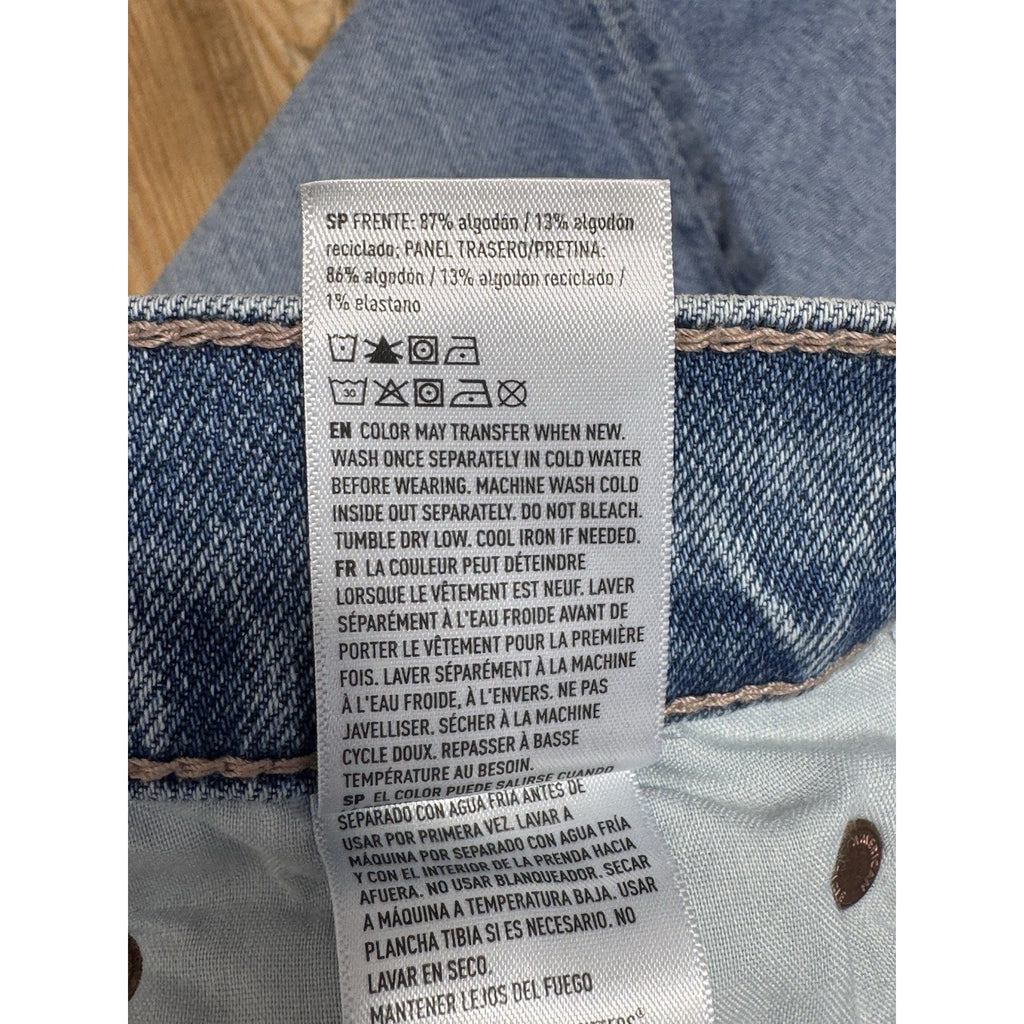 SP FRENTE: 87% algodón / 13% algodón
reciclado; PANEL TRASERO/PRETINA:
86% algodón / 13% algodón reciclado /
1% elastano
30
EN COLOR MAY TRANSFER WHEN NEW.
WASH ONCE SEPARATELY IN COLD WATER
BEFORE WEARING. MACHINE WASH COLD
INSIDE OUT SEPARATELY. DO NOT BLEACH.
TUMBLE DRY LOW. COOL IRON IF NEEDED.
FR LA COULEUR PEUT DÉTEINDRE
LORSQUE LE VÊTEMENT EST NEUF. LAVER
SÉPARÉMENT À L'EAU FROIDE AVANT DE
PORTER LE VÊTEMENT POUR LA PREMIÈRE
FOIS. LAVER SÉPARÉMENT À LA MACHINE
À L'EAU FROIDE, À L'ENVERS. NE PAS
JAVELLISER. SÉCHER À LA MACHINE
CYCLE DOUX. REPASSER À BASSE
TEMPÉRATURE AU BESOIN.
SP EL COLOR PUEDE SALIRSE CUANDO
SEPARADO CON AGUA FRÍA ANTES DE
USAR POR PRIMERA VEZ. LAVAR A
MÁQUINA POR SEPARADO CON AGUA FRÍA
Y CON EL INTERIOR DE LA PRENDA HACIA
AFUERA. NO USAR BLANQUEADOR. SECAR
A MÁQUINA A TEMPERATURA BAJA. USAR
PLANCHA TIBIA SI ES NECESARIO. NO
LAVAR EN SECO.
MANTENER LEJOS DEL FUEGO
AMERICAN